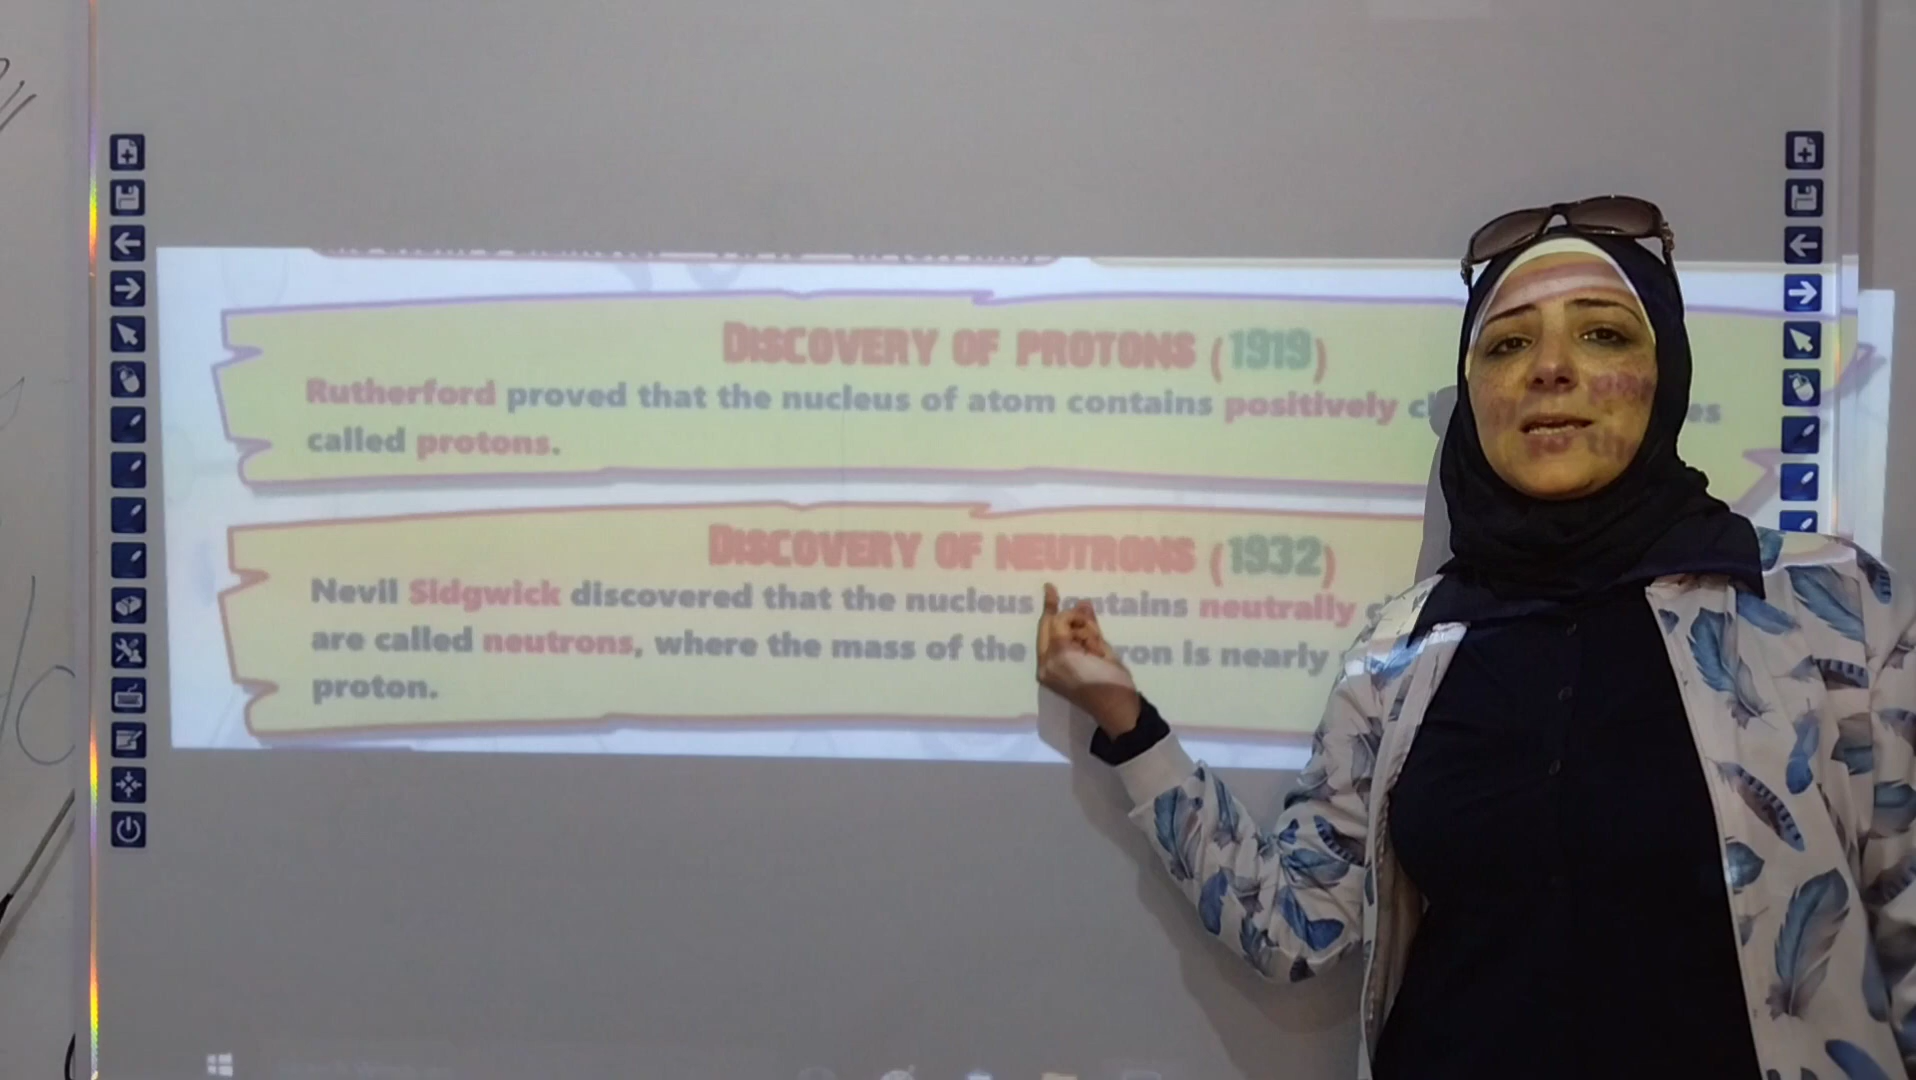 DISCOVERY OF PROTONS (1919)
Rutherford proved that the nucleus of atom contains positively es
called protons.
DISCOVERY OF NEUTRONS (1932)
Nevil Sidgwick discovered that the nucleus contains neutrally
are called neutrons, where the mass of the ron is nearly
proton.